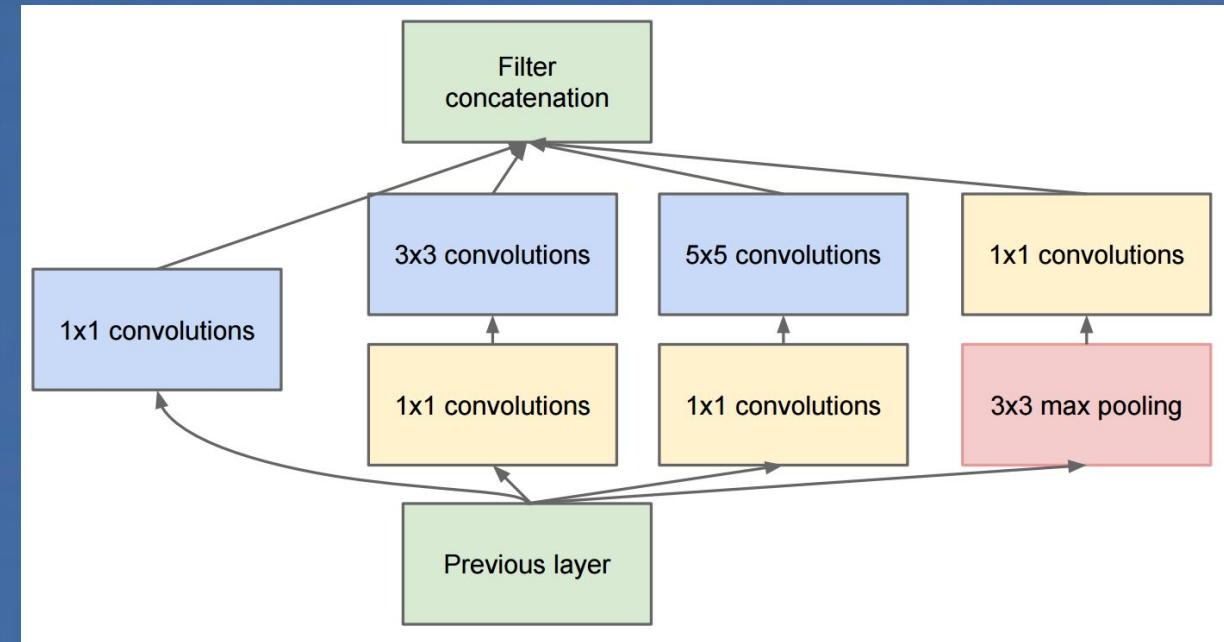 Filter
concatenation
3x3 convolutions
5x5 convolutions
1x1 convolutions
1x1 convolutions
1x1 convolutions
1x1 convolutions
3x3 max pooling
Previous layer